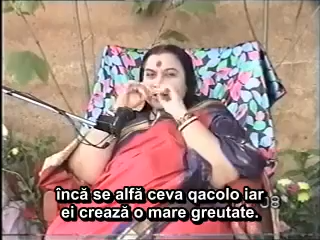 încă se alfă ceva qacolo iar
ei crează o mare greutate.